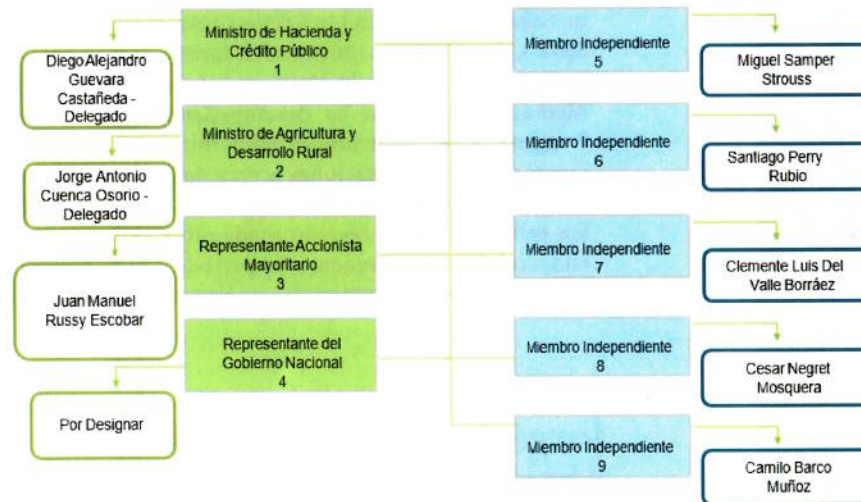 Ministro de Hacienda y
Crédito Público
1
Diego Alejandro
Guevara
Castañeda -
Delegado
Ministro de Agricultura y
Desarrollo Rural
2
Jorge Antonio
Cuenca Osorio -
Delegado
Representante Accionista
Mayoritario
3
Juan Manuel
Russy Escobar
Representante del
Gobierno Nacional
4
Por Designar
Miembro Independiente
5
Miguel Samper
Strouss
Miembro Independiente
6
Santiago Perry
Rubio
Miembro Independiente
7
Clemente Luis Del
Valle Borráez
Miembro Independiente
8
Cesar Negret
Mosquera
Miembro Independiente
9
Camilo Barco
Muñoz